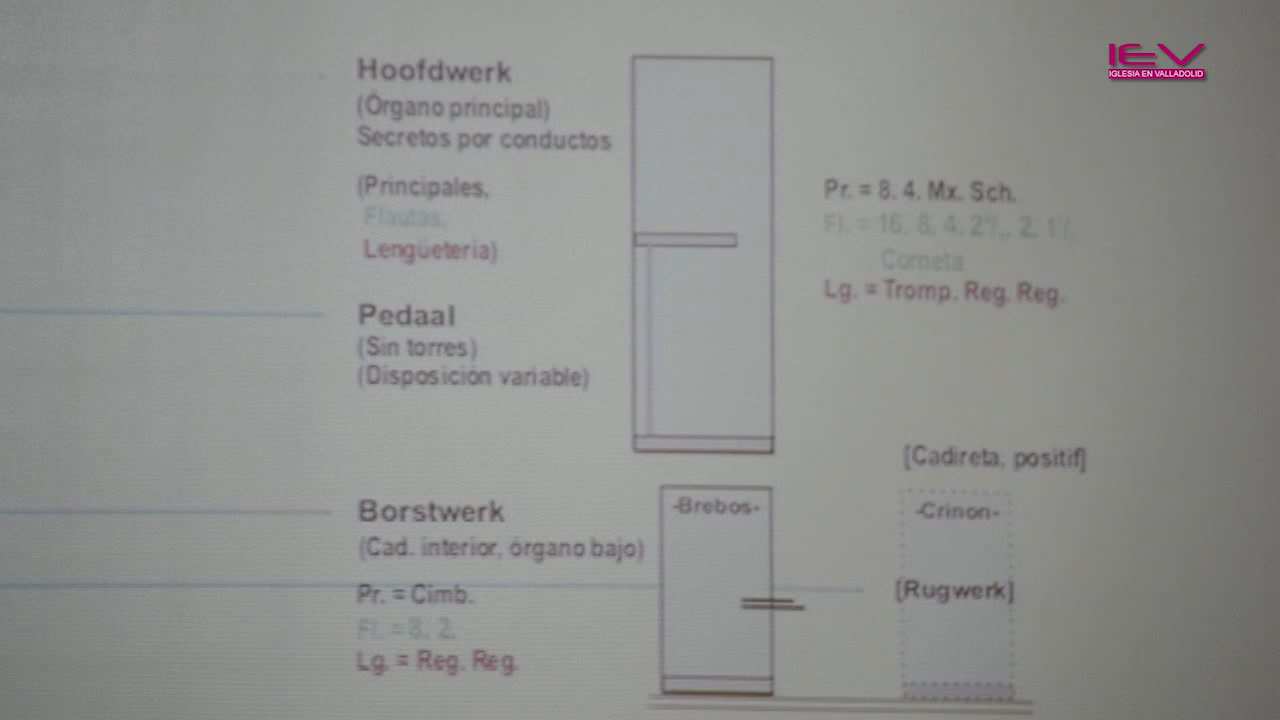 IEV
IGLESIA EN VALLADOLID
Hoofdwerk
(Órgano principal)
Secretos por conductos
(Principales,
Flautas,
Lengüetería)
Pr. = 8. 4. Mx. Sch.
Fl. = 16. 8. 4. 2
Corneta
Lg. = Tromp. Reg. Reg.
Pedaal
(Sin torres)
(Disposición variable)
[Cadireta, positif]
Borstwerk
(Cad. interior, órgano bajo)
Pr. = Cimb.
Fl. = 8. 2.
Lg. = Reg. Reg.
-Brebos-
-Crinon-
[Rugwerk]